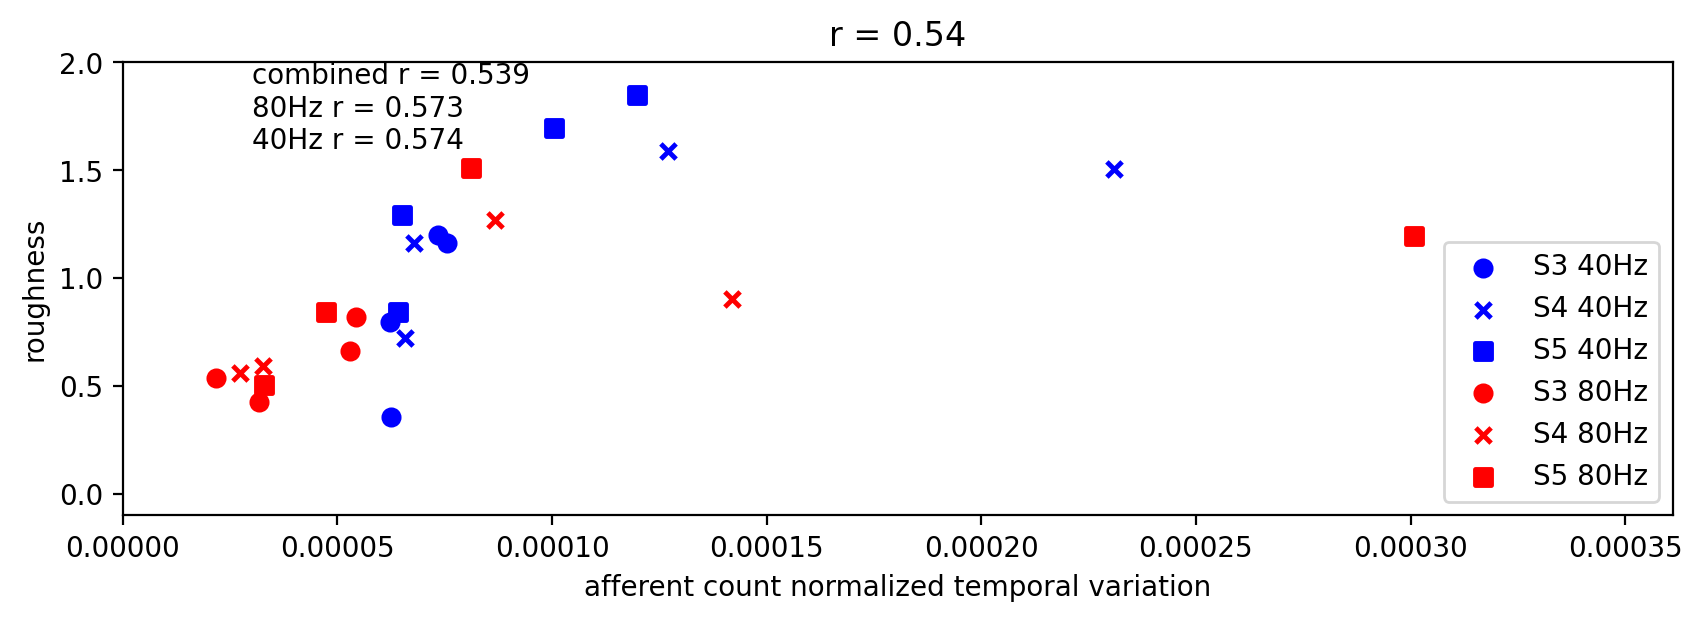 r = 0.54
combined r = 0.539
80Hz r = 0.573
40Hz r = 0.574
2.0
1.5
1.0
0.5
0.0
roughness
S3 40Hz
S4 40Hz
S5 40Hz
S3 80Hz
S4 80Hz
S5 80Hz
0.00000 0.00005 0.00010 0.00015 0.00020 0.00025 0.00030 0.00035
afferent count normalized temporal variation